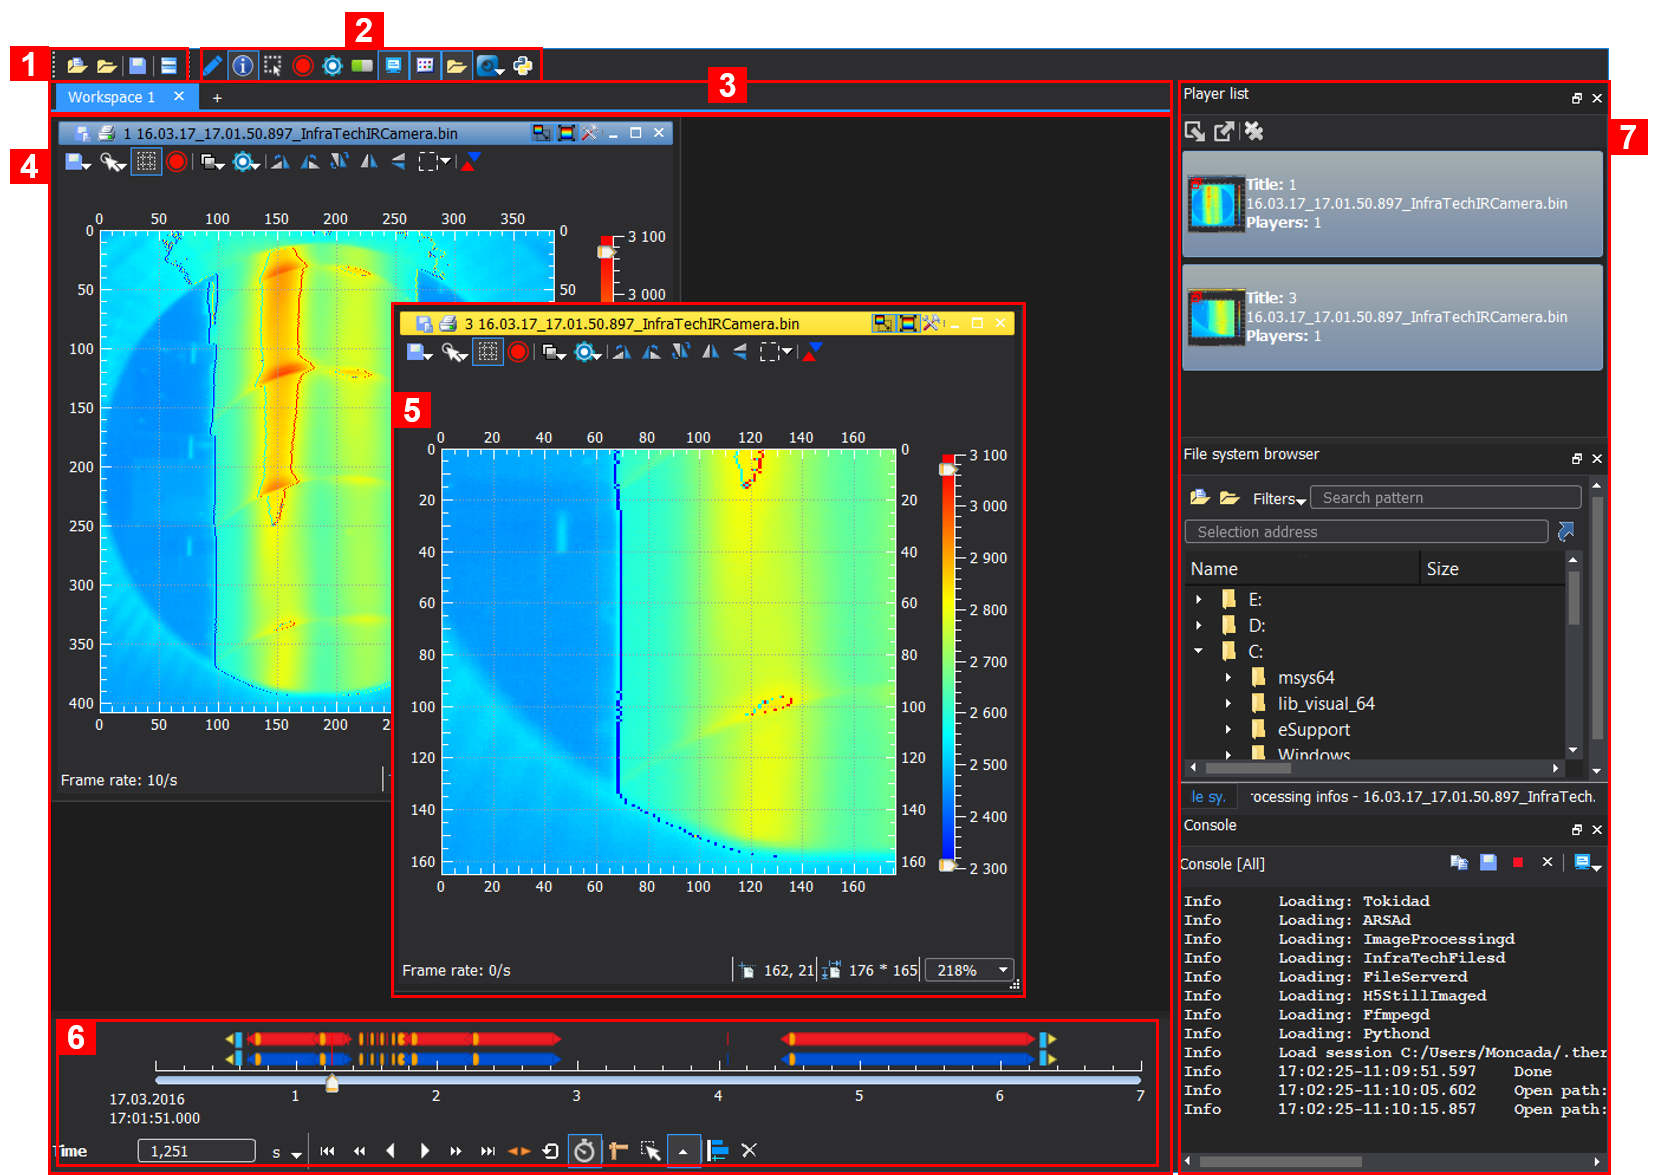 1
2
3
Workspace 1
+
4
1 16.03.17_17.01.50.897_InfraTechIRCamera.bin
0 50 100 150 200 250 300 350
0 50 100 150 200 250 300 350 400
0 50
3 100
3 000
0 50 100 150 200
Frame rate: 10/s
5
3 16.03.17_17.01.50.897_InfraTechIRCamera.bin
0 20 40 60 80 100 120 140 160
0 20 40 60 80 100 120 140 160
0 20 40 60 80 100 120 140 160
3 100
3 000
2 900
2 800
2 700
2 600
2 500
2 400
2 300
0 20 40 60 80 100 120 140 160
Frame rate: 0/s
162, 21
176 * 165
218%
6
1 2 3 4 5 6 7
17.03.2016
17:01:51.000
Time
1,251
s
7
Player list
Title: 1
16.03.17_17.01.50.897_InfraTechIRCamera.bin
Players: 1
Title: 3
16.03.17_17.01.50.897_InfraTechIRCamera.bin
Players: 1
File system browser
Filters
Search pattern
Selection address
Name Size
E:
D:
C:
msys64
lib_visual_64
eSupport
Windows
le sy. ocessing infos - 16.03.17_17.01.50.897_InfraTech.
Console
Console [All]
Info Loading: Tokidad
Info Loading: ARSAd
Info Loading: ImageProcessingd
Info Loading: InfraTechFilesd
Info Loading: FileServerd
Info Loading: H5StillImaged
Info Loading: Ffmpegd
Info Loading: Pythond
Info Load session C:/Users/Moncada/.ther
Info 17:02:25-11:09:51.597 Done
Info 17:02:25-11:10:05.602 Open path:
Info 17:02:25-11:10:15.857 Open path: